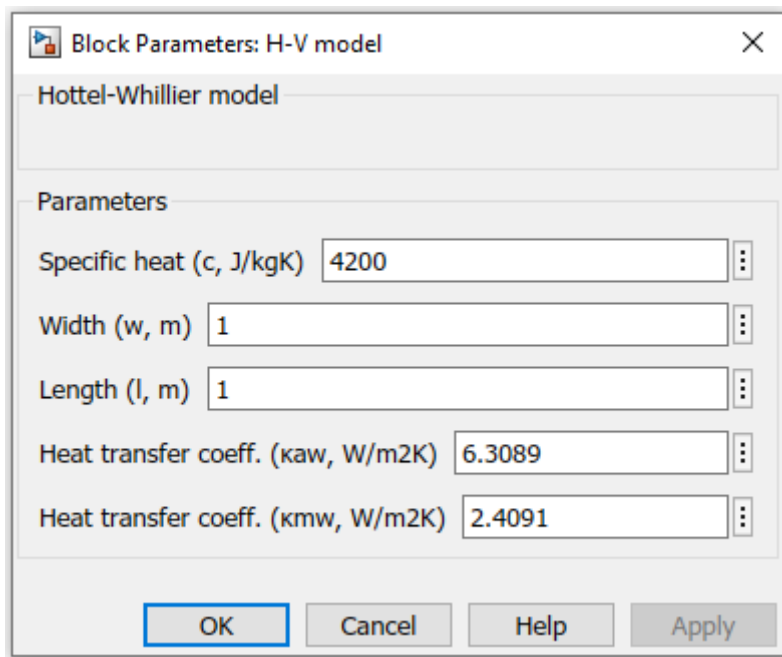 Block Parameters: H-V model
Hottel-Whillier model
Parameters
Specific heat (c, J/kgK) 4200
Width (w, m) 1
Length (l, m) 1
Heat transfer coeff. (κaw, W/m2K) 6.3089
Heat transfer coeff. (κmw, W/m2K) 2.4091
OK Cancel Help Apply